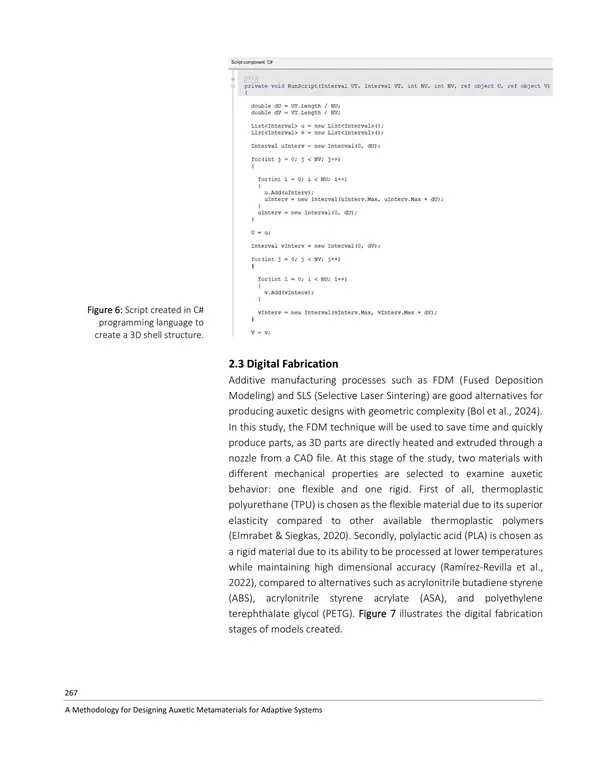 Script component: C#
private void RunScript(Interval UT, Interval VT, int NU, int NV, ref object U, ref object V)
{
double dU = UT.Length / NU;
double dV = VT.Length / NV;
List<Interval> u = new List<Interval>();
List<Interval> v = new List<Interval>();
Interval uInterv = new Interval(0, dU);
for(int j = 0; j < NV; j++)
{
for(int i = 0; i < NU; i++)
{
u.Add(uInterv);
uInterv = new Interval(uInterv.Max, uInterv.Max + dU);
}
uInterv = new Interval(0, dU);
}
U = u;
Interval vInterv = new Interval(0, dV);
for(int j = 0; j < NV; j++)
{
for(int i = 0; i < NU; i++)
{
v.Add(vInterv);
}
vInterv = new Interval(vInterv.Max, vInterv.Max + dV);
}
V = v;
Figure 6: Script created in C#
programming language to
create a 3D shell structure.
2.3 Digital Fabrication
Additive manufacturing processes such as FDM (Fused Deposition
Modeling) and SLS (Selective Laser Sintering) are good alternatives for
producing auxetic designs with geometric complexity (Bol et al., 2024).
In this study, the FDM technique will be used to save time and quickly
produce parts, as 3D parts are directly heated and extruded through a
nozzle from a CAD file. At this stage of the study, two materials with
different mechanical properties are selected to examine auxetic
behavior: one flexible and one rigid. First of all, thermoplastic
polyurethane (TPU) is chosen as the flexible material due to its superior
elasticity compared to other available thermoplastic polymers
(Elmrabet & Siegkas, 2020). Secondly, polylactic acid (PLA) is chosen as
a rigid material due to its ability to be processed at lower temperatures
while maintaining high dimensional accuracy (Ramírez-Revilla et al.,
2022), compared to alternatives such as acrylonitrile butadiene styrene
(ABS), acrylonitrile styrene acrylate (ASA), and polyethylene
terephthalate glycol (PETG). Figure 7 illustrates the digital fabrication
stages of models created.
267
A Methodology for Designing Auxetic Metamaterials for Adaptive Systems